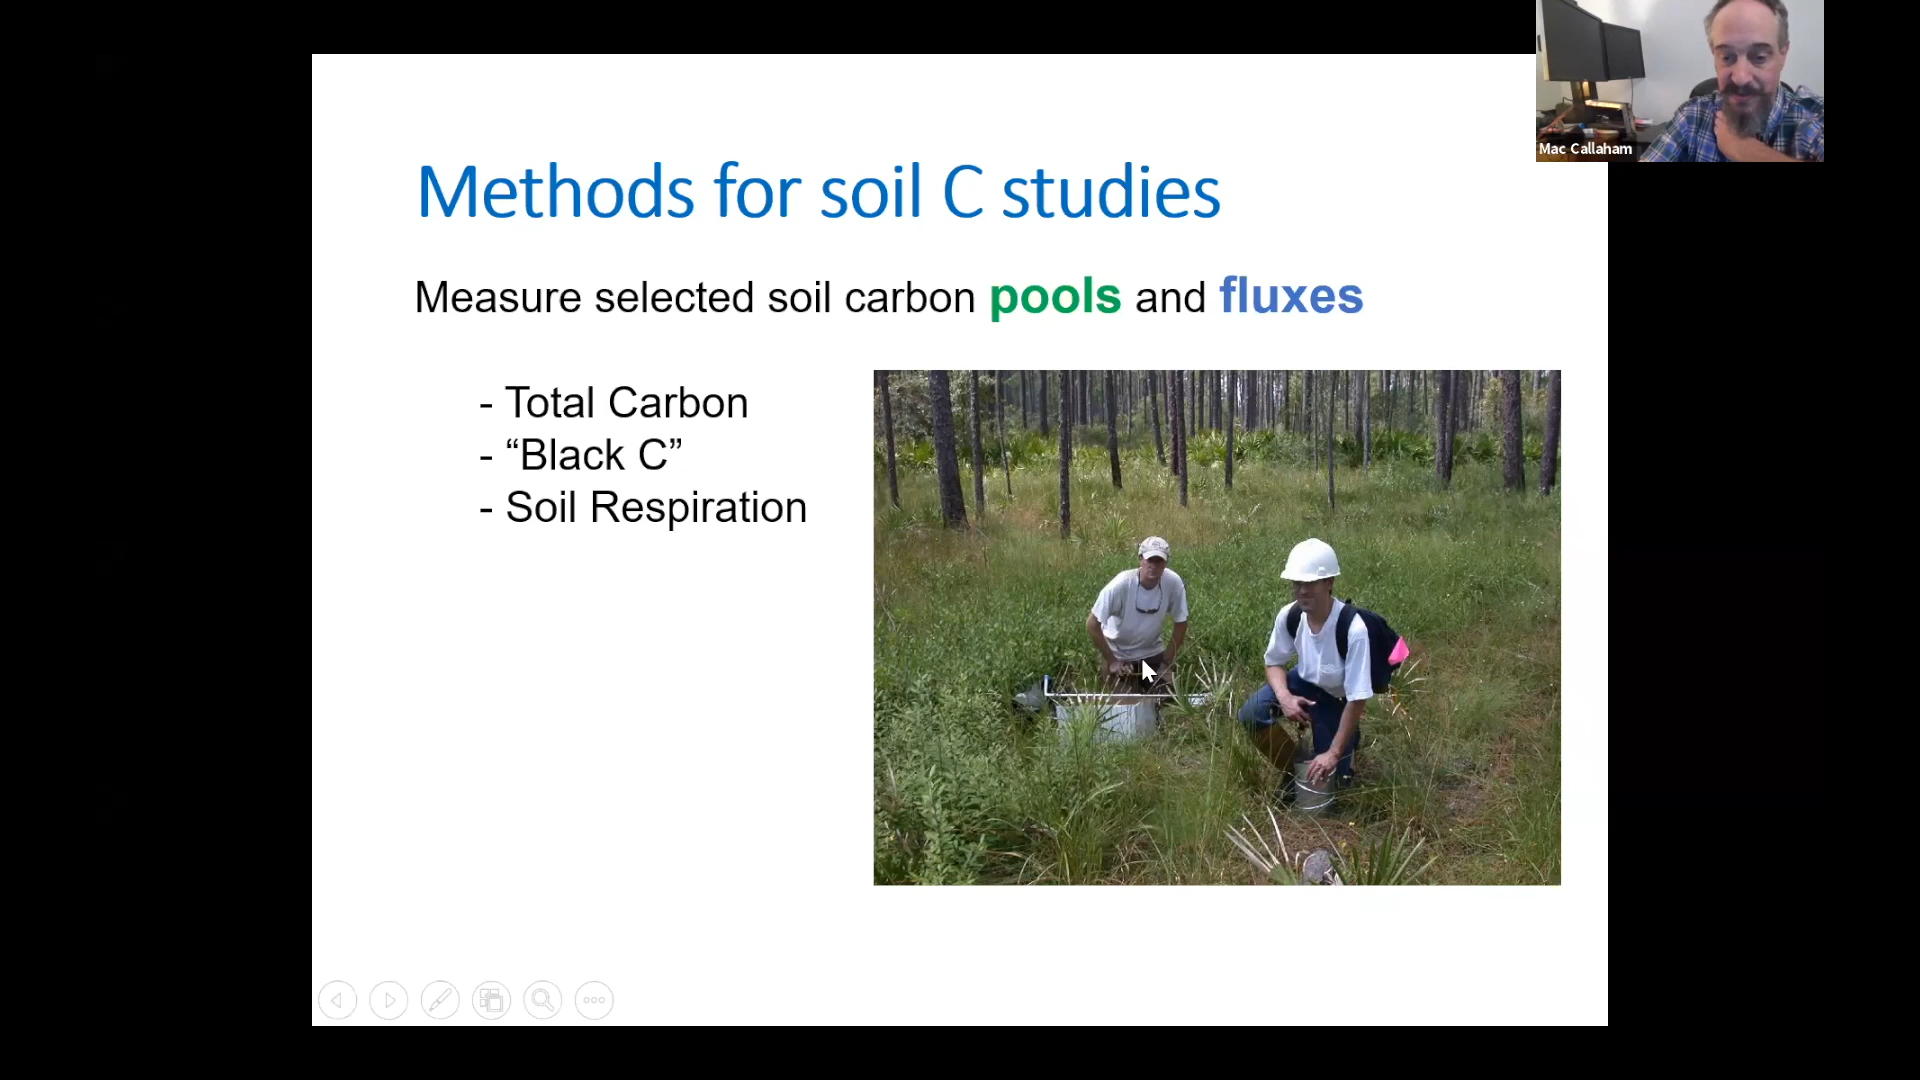 Mac Callaham
Methods for soil C studies
Measure selected soil carbon pools and fluxes
- Total Carbon
- “Black C”
- Soil Respiration